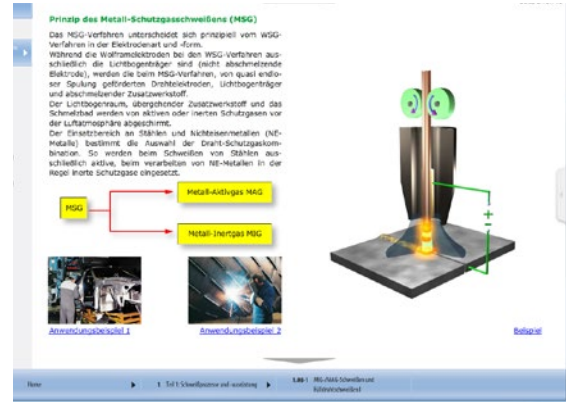 Prinzip des Metall-Schutzgasschweißens (MSG)
Das MSG-Verfahren unterscheidet sich prinzipiell vom WSG-
Verfahren in der Elektrodenart und -form.
Während die Wolframelektroden bei den WSG-Verfahren aus-
schließlich die Lichtbogenträger sind (nicht abschmelzende
Elektrode), werden die beim MSG-Verfahren, von quasi endlo-
ser Spulung geförderten Drahtelektroden, Lichtbogenträger
und abschmelzender Zusatzwerkstoff.
Der Lichtbogenraum, übergehender Zusatzwerkstoff und das
Schmelzbad werden von aktiven oder inerten Schutzgasen vor
der Luftatmosphäre abgeschirmt.
Der Einsatzbereich an Stählen und Nichteisenmetallen (NE-
Metalle) bestimmt die Auswahl der Draht-Schutzgaskom-
bination. So werden beim Schweißen von Stählen aus-
schließlich aktive, beim verarbeiten von NE-Metallen in der
Regel inerte Schutzgase eingesetzt.
MSG
Metall-Aktivgas MAG
Metall-Inertgas MIG
+
-
Anwendungsbeispiel 1
Anwendungsbeispiel 2
Beispiel
Home
1 Teil 1: Schweißprozesse und -ausrüstung
1.08-1 MIG-/MAG-Schweißen und
Fülldrahtschweißen I